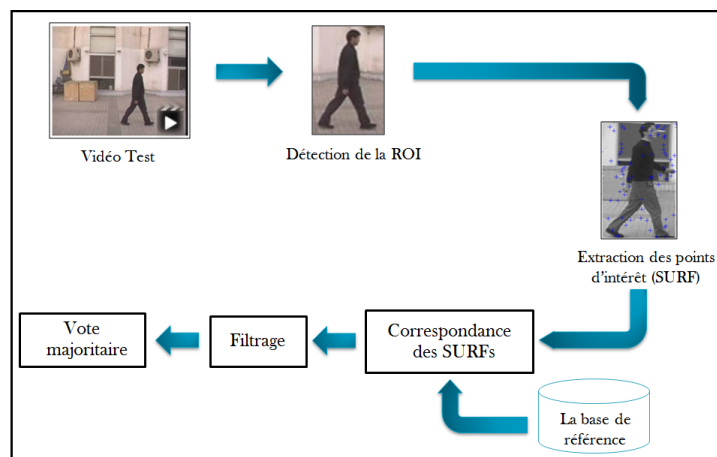 Vidéo Test
Détection de la ROI
Extraction des points
d'intérêt (SURF)
Correspondance
des SURFs
Filtrage
Vote
majoritaire
La base de
référence